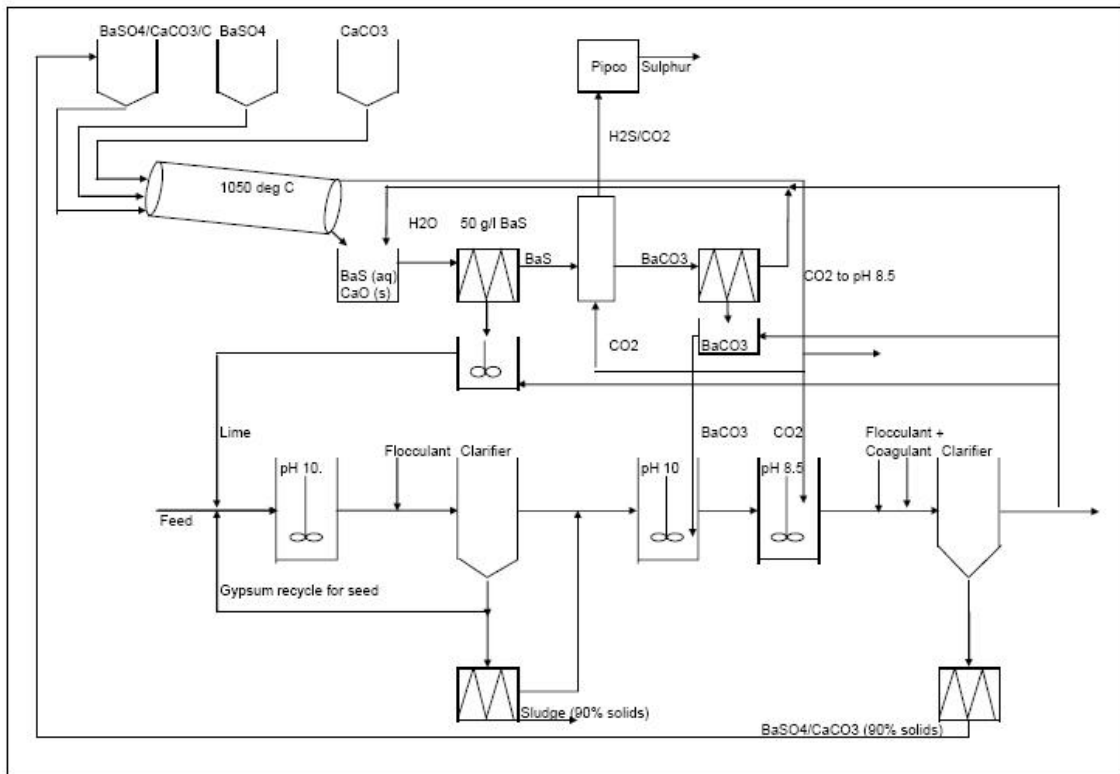 BaSO4/CaCO3/C BaSO4 CaCO3
Pipco Sulphur
H2S/CO2
1050 deg C
H2O 50 g/l BaS
BaS BaCO3
BaS (aq)
CaO (s)
CO2 to pH 8.5
CO2 BaCO3
Lime
BaCO3 CO2
Flocculant +
Flocculant Clarifier
Coagulant Clarifier
pH 10. pH 10 pH 8.5
Feed
Gypsum recycle for seed
Sludge (90% solids)
BaSO4/CaCO3 (90% solids)